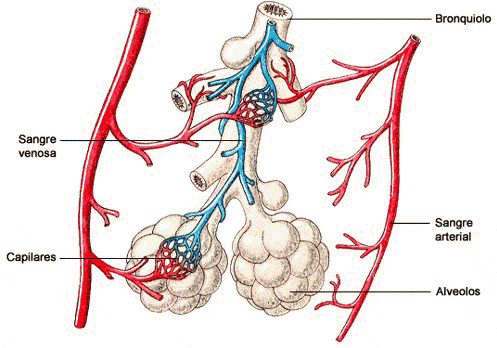 Bronquiolo
Sangre
venosa
Sangre
arterial
Capilares
Alveolos